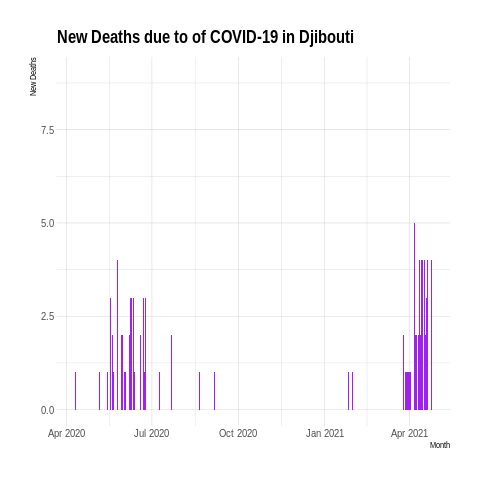 New Deaths due to of COVID-19 in Djibouti
New Deaths
7.5
5.0
2.5
0.0
Apr 2020 Jul 2020 Oct 2020 Jan 2021 Apr 2021
Month